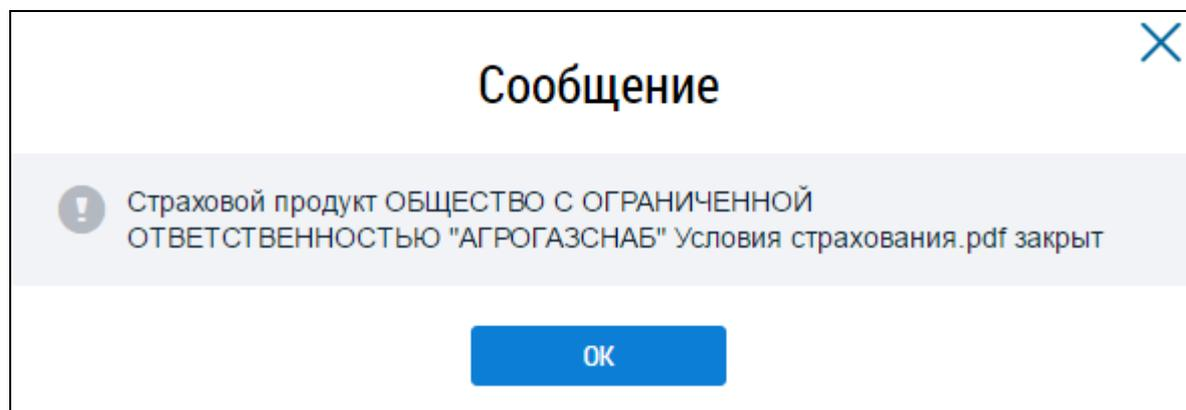 Сообщение
Страховой продукт ОБЩЕСТВО С ОГРАНИЧЕННОЙ
ОТВЕТСТВЕННОСТЬЮ "АГРОГАЗСНАБ" Условия страхования.pdf закрыт
ОК